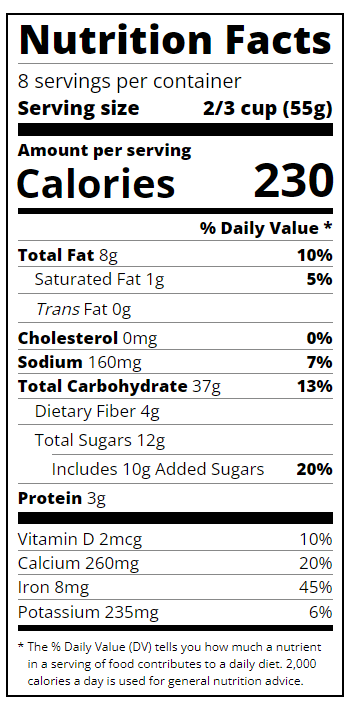 Nutrition Facts
8 servings per container
Serving size 2/3 cup (55g)
Amount per serving
Calories 230
% Daily Value *
Total Fat 8g 10%
Saturated Fat 1g 5%
Trans Fat 0g
Cholesterol 0mg 0%
Sodium 160mg 7%
Total Carbohydrate 37g 13%
Dietary Fiber 4g
Total Sugars 12g
Includes 10g Added Sugars 20%
Protein 3g
Vitamin D 2mcg 10%
Calcium 260mg 20%
Iron 8mg 45%
Potassium 235mg 6%
* The % Daily Value (DV) tells you how much a nutrient
in a serving of food contributes to a daily diet. 2,000
calories a day is used for general nutrition advice.